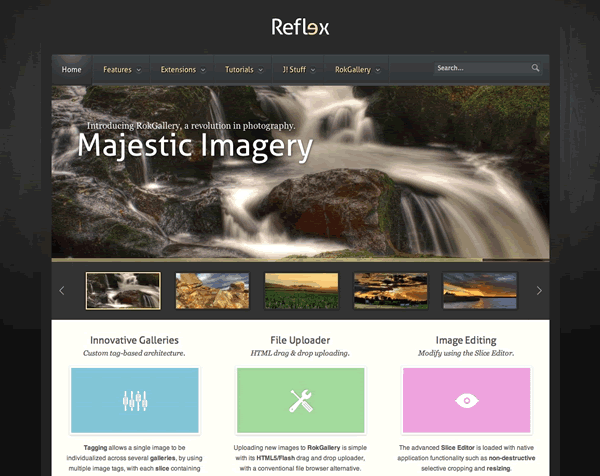 Reflex
Home Features Extensions Tutorials J! Stuff RokGallery Search...
Introducing RokGallery, a revolution in photography.
Majestic Imagery
Innovative Galleries
Custom tag-based architecture.
Tagging allows a single image to be
individualized across several galleries, by using
multiple image tags, with each slice containing
File Uploader
HTML drag & drop uploading.
Uploading new images to RokGallery is simple
with its HTML5/Flash drag and drop uploader,
with a conventional file browser alternative.
Image Editing
Modify using the Slice Editor.
The advanced Slice Editor is loaded with native
application functionality such as non-destructive
selective cropping and resizing.